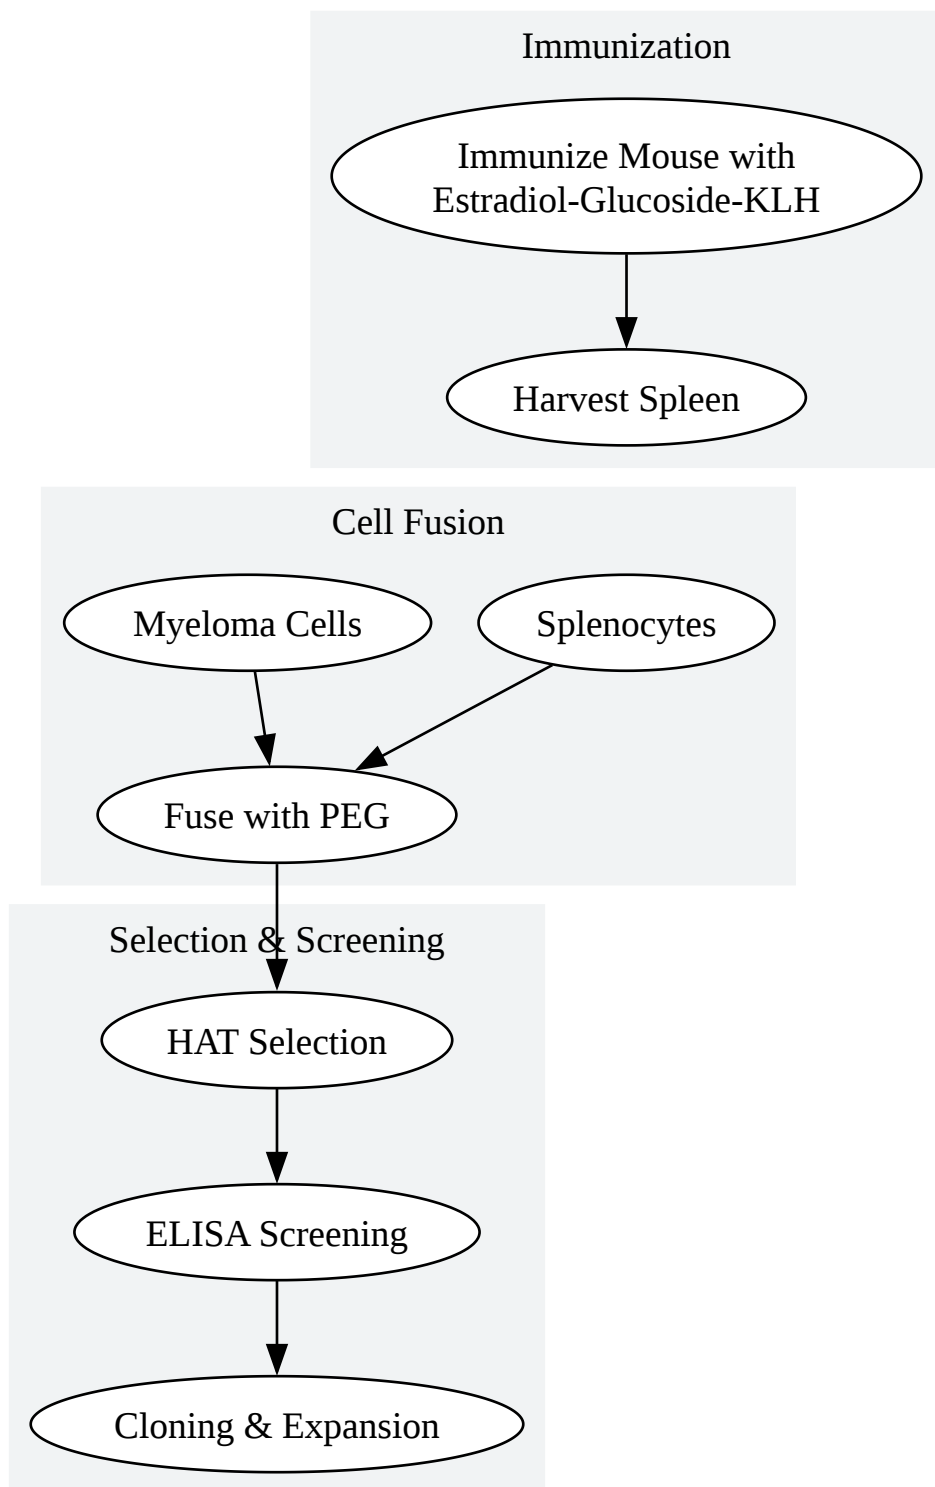 Immunization
Immunize Mouse with
Estradiol-Glucoside-KLH
Harvest Spleen
Cell Fusion
Myeloma Cells
Splenocytes
Fuse with PEG
Selection & Screening
HAT Selection
ELISA Screening
Cloning & Expansion